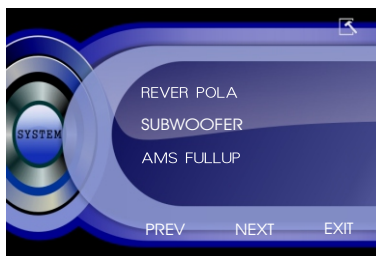 SYSTEM
REVER POLA
SUBWOOFER
AMS FULLUP
PREV NEXT EXIT